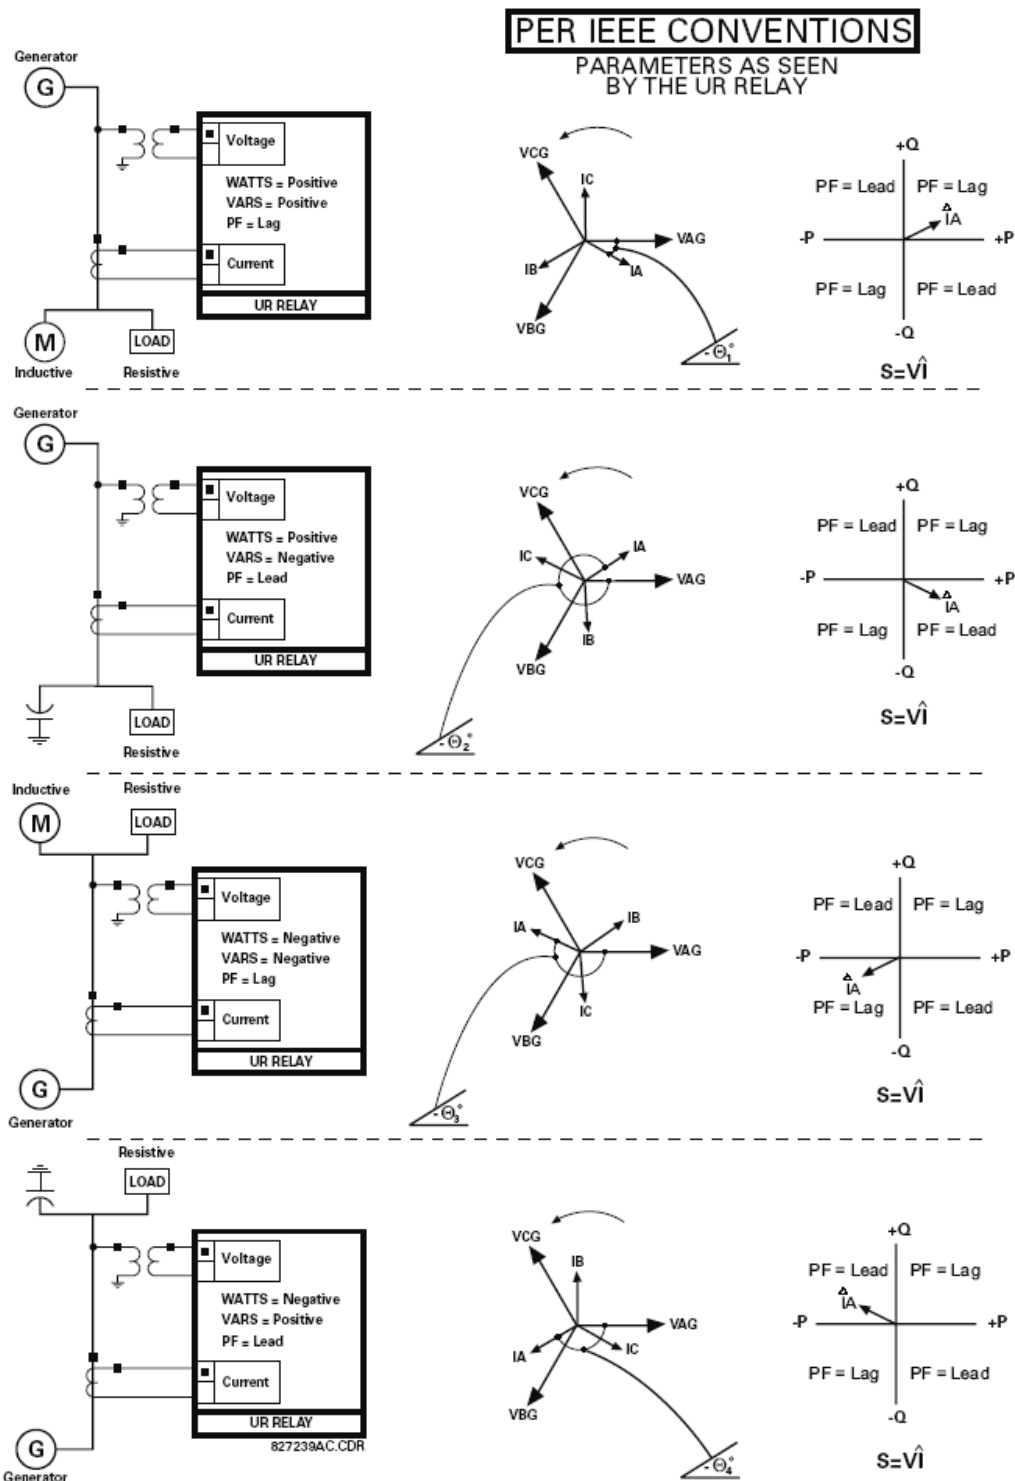 PER IEEE CONVENTIONS
PARAMETERS AS SEEN
BY THE UR RELAY
Generator
G
Voltage
WATTS = Positive
VARS = Positive
PF = Lag
Current
UR RELAY
M
LOAD
Inductive
Resistive
VCG
IC
VAG
IB
IA
VBG
-Θ₁°
+Q
PF = Lead
PF = Lag
IA
-P
+P
PF = Lag
PF = Lead
-Q
S=VÎ
Generator
G
Voltage
WATTS = Positive
VARS = Negative
PF = Lead
Current
UR RELAY
LOAD
Resistive
VCG
IA
IC
VAG
IB
VBG
-Θ₂°
+Q
PF = Lead
PF = Lag
-P
+P
IA
PF = Lag
PF = Lead
-Q
S=VÎ
Inductive
Resistive
M
LOAD
Voltage
WATTS = Negative
VARS = Negative
PF = Lag
Current
UR RELAY
G
Generator
VCG
IA
IB
VAG
IC
VBG
-Θ₃°
+Q
PF = Lead
PF = Lag
-P
+P
IA
PF = Lag
PF = Lead
-Q
S=VÎ
Resistive
LOAD
Voltage
WATTS = Negative
VARS = Positive
PF = Lead
Current
UR RELAY
827239AC.CDR
G
Generator
VCG
IB
VAG
IA
IC
VBG
-Θ₄°
+Q
PF = Lead
PF = Lag
IA
-P
+P
PF = Lag
PF = Lead
-Q
S=VÎ